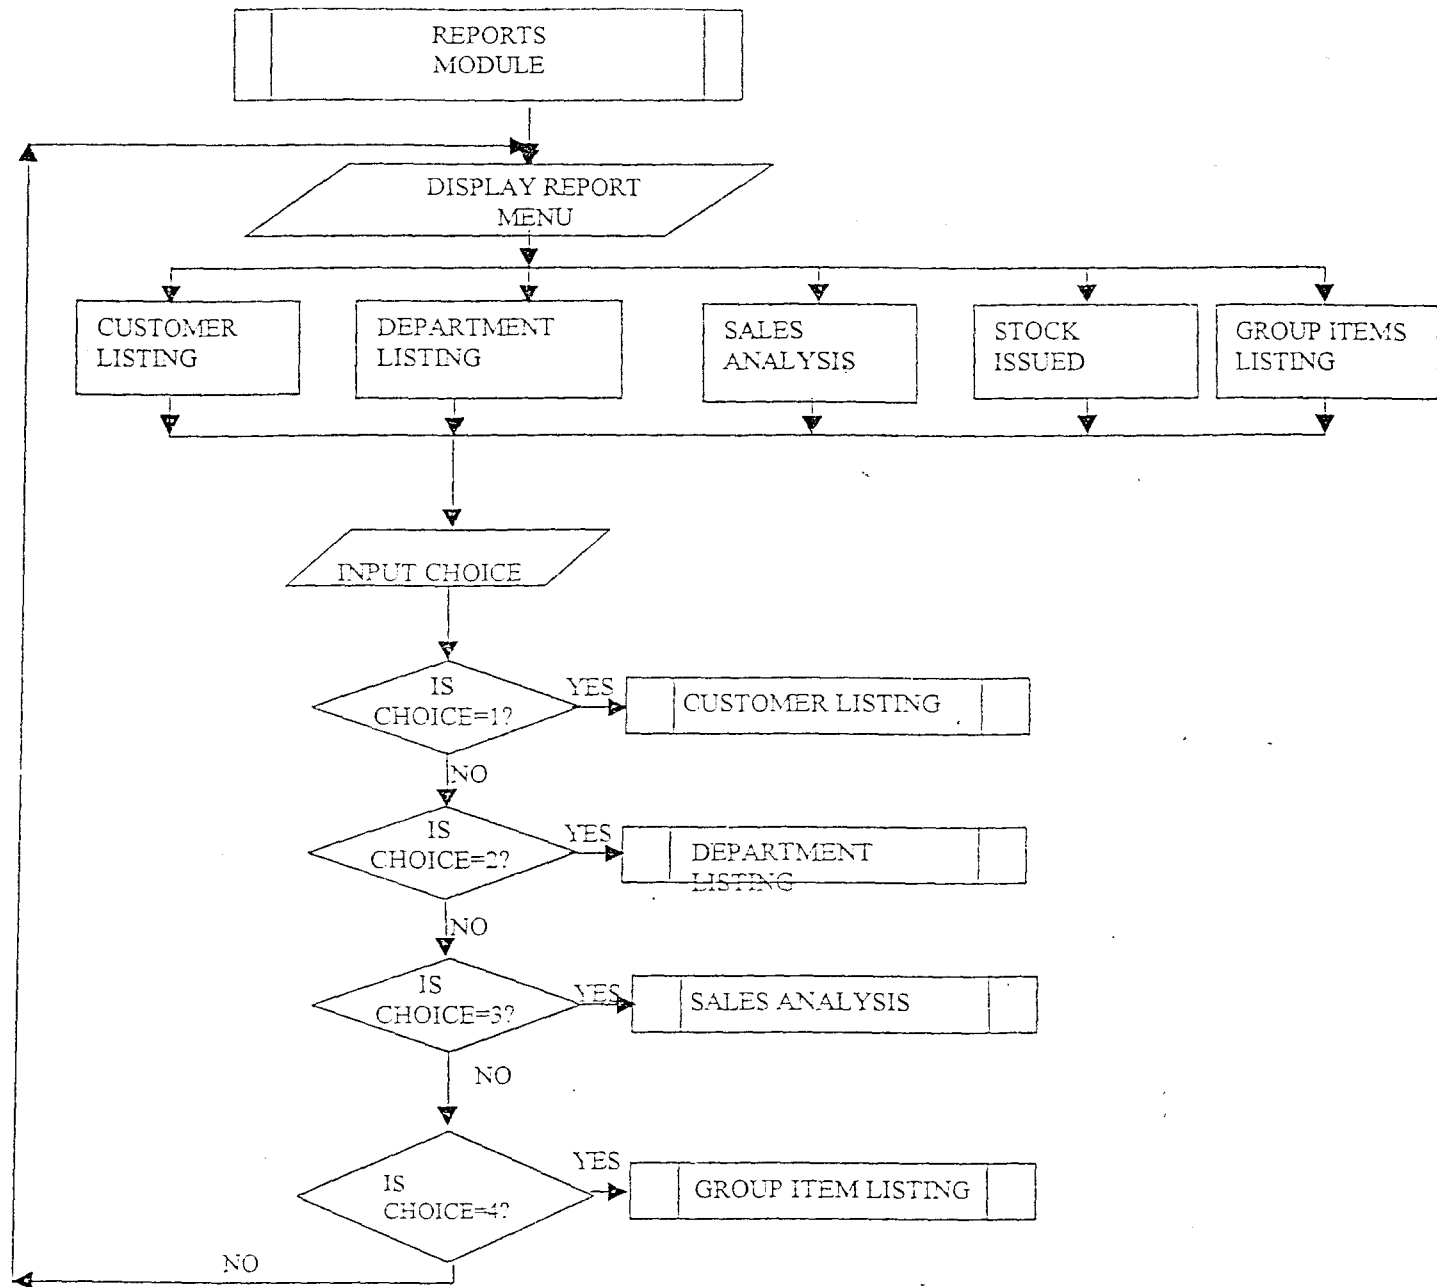 REPORTS
MODULE
DISPLAY REPORT
MENU
CUSTOMER
LISTING
DEPARTMENT
LISTING
SALES
ANALYSIS
STOCK
ISSUED
GROUP ITEMS
LISTING
INPUT CHOICE
IS
CHOICE=1?
YES
CUSTOMER LISTING
NO
IS
CHOICE=2?
YES
DEPARTMENT
LISTING
NO
IS
CHOICE=3?
YES
SALES ANALYSIS
NO
IS
CHOICE=4?
YES
GROUP ITEM LISTING
NO